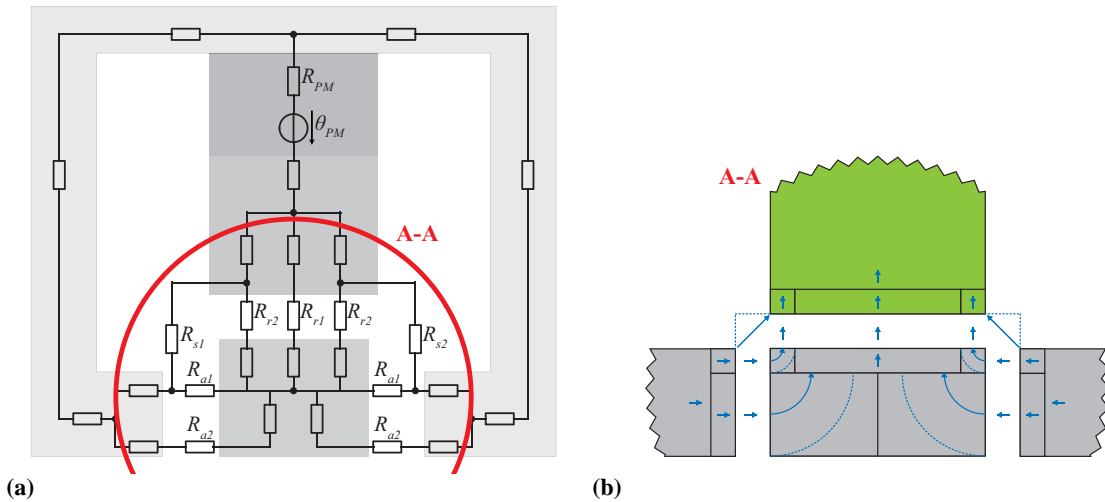 R_PM
θ_PM
A-A
A-A
R_r2 R_r1 R_r2
R_s1 R_s2
R_a1 R_a1
R_a2 R_a2
(a) (b)